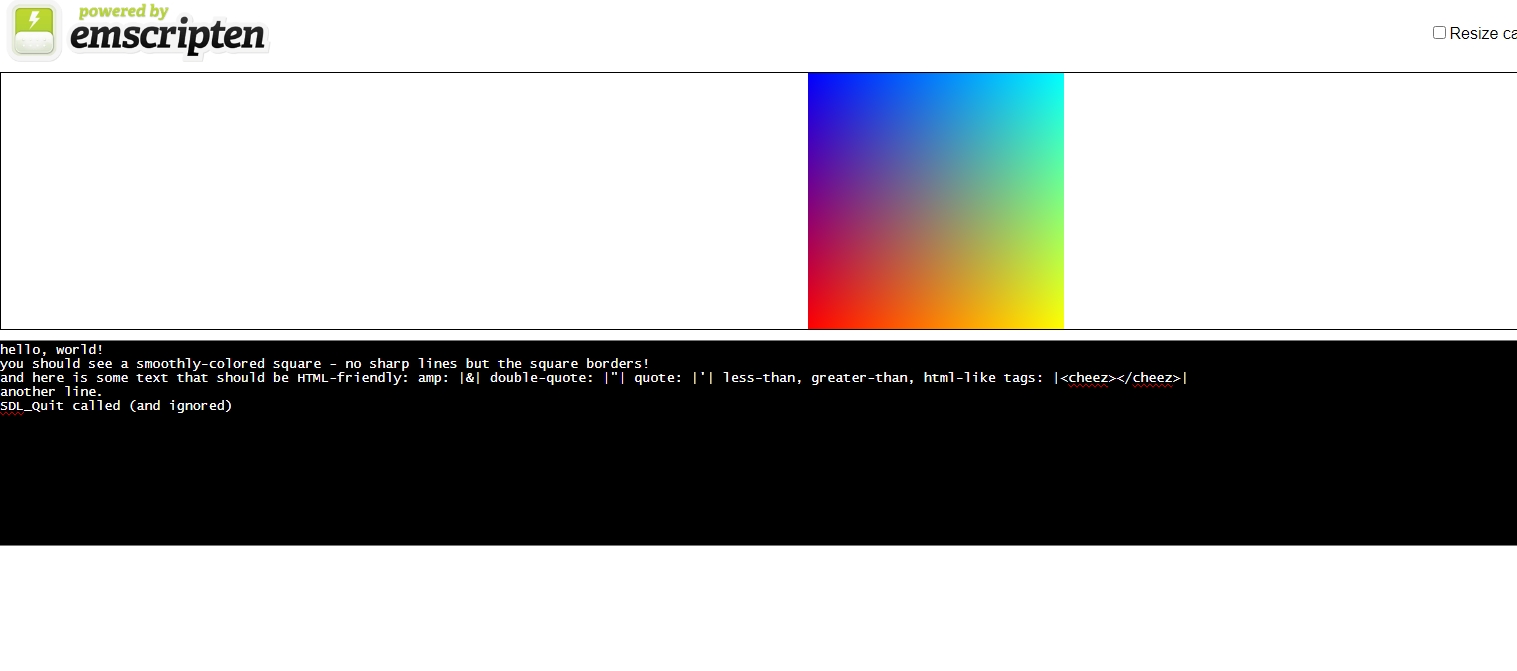 powered by
emscripten
Resize ca
hello, world!
you should see a smoothly-colored square - no sharp lines but the square borders!
and here is some text that should be HTML-friendly: amp: |&| double-quote: |"| quote: |'| less-than, greater-than, html-like tags: |<cheez></cheez>|
another line.
SDL_Quit called (and ignored)